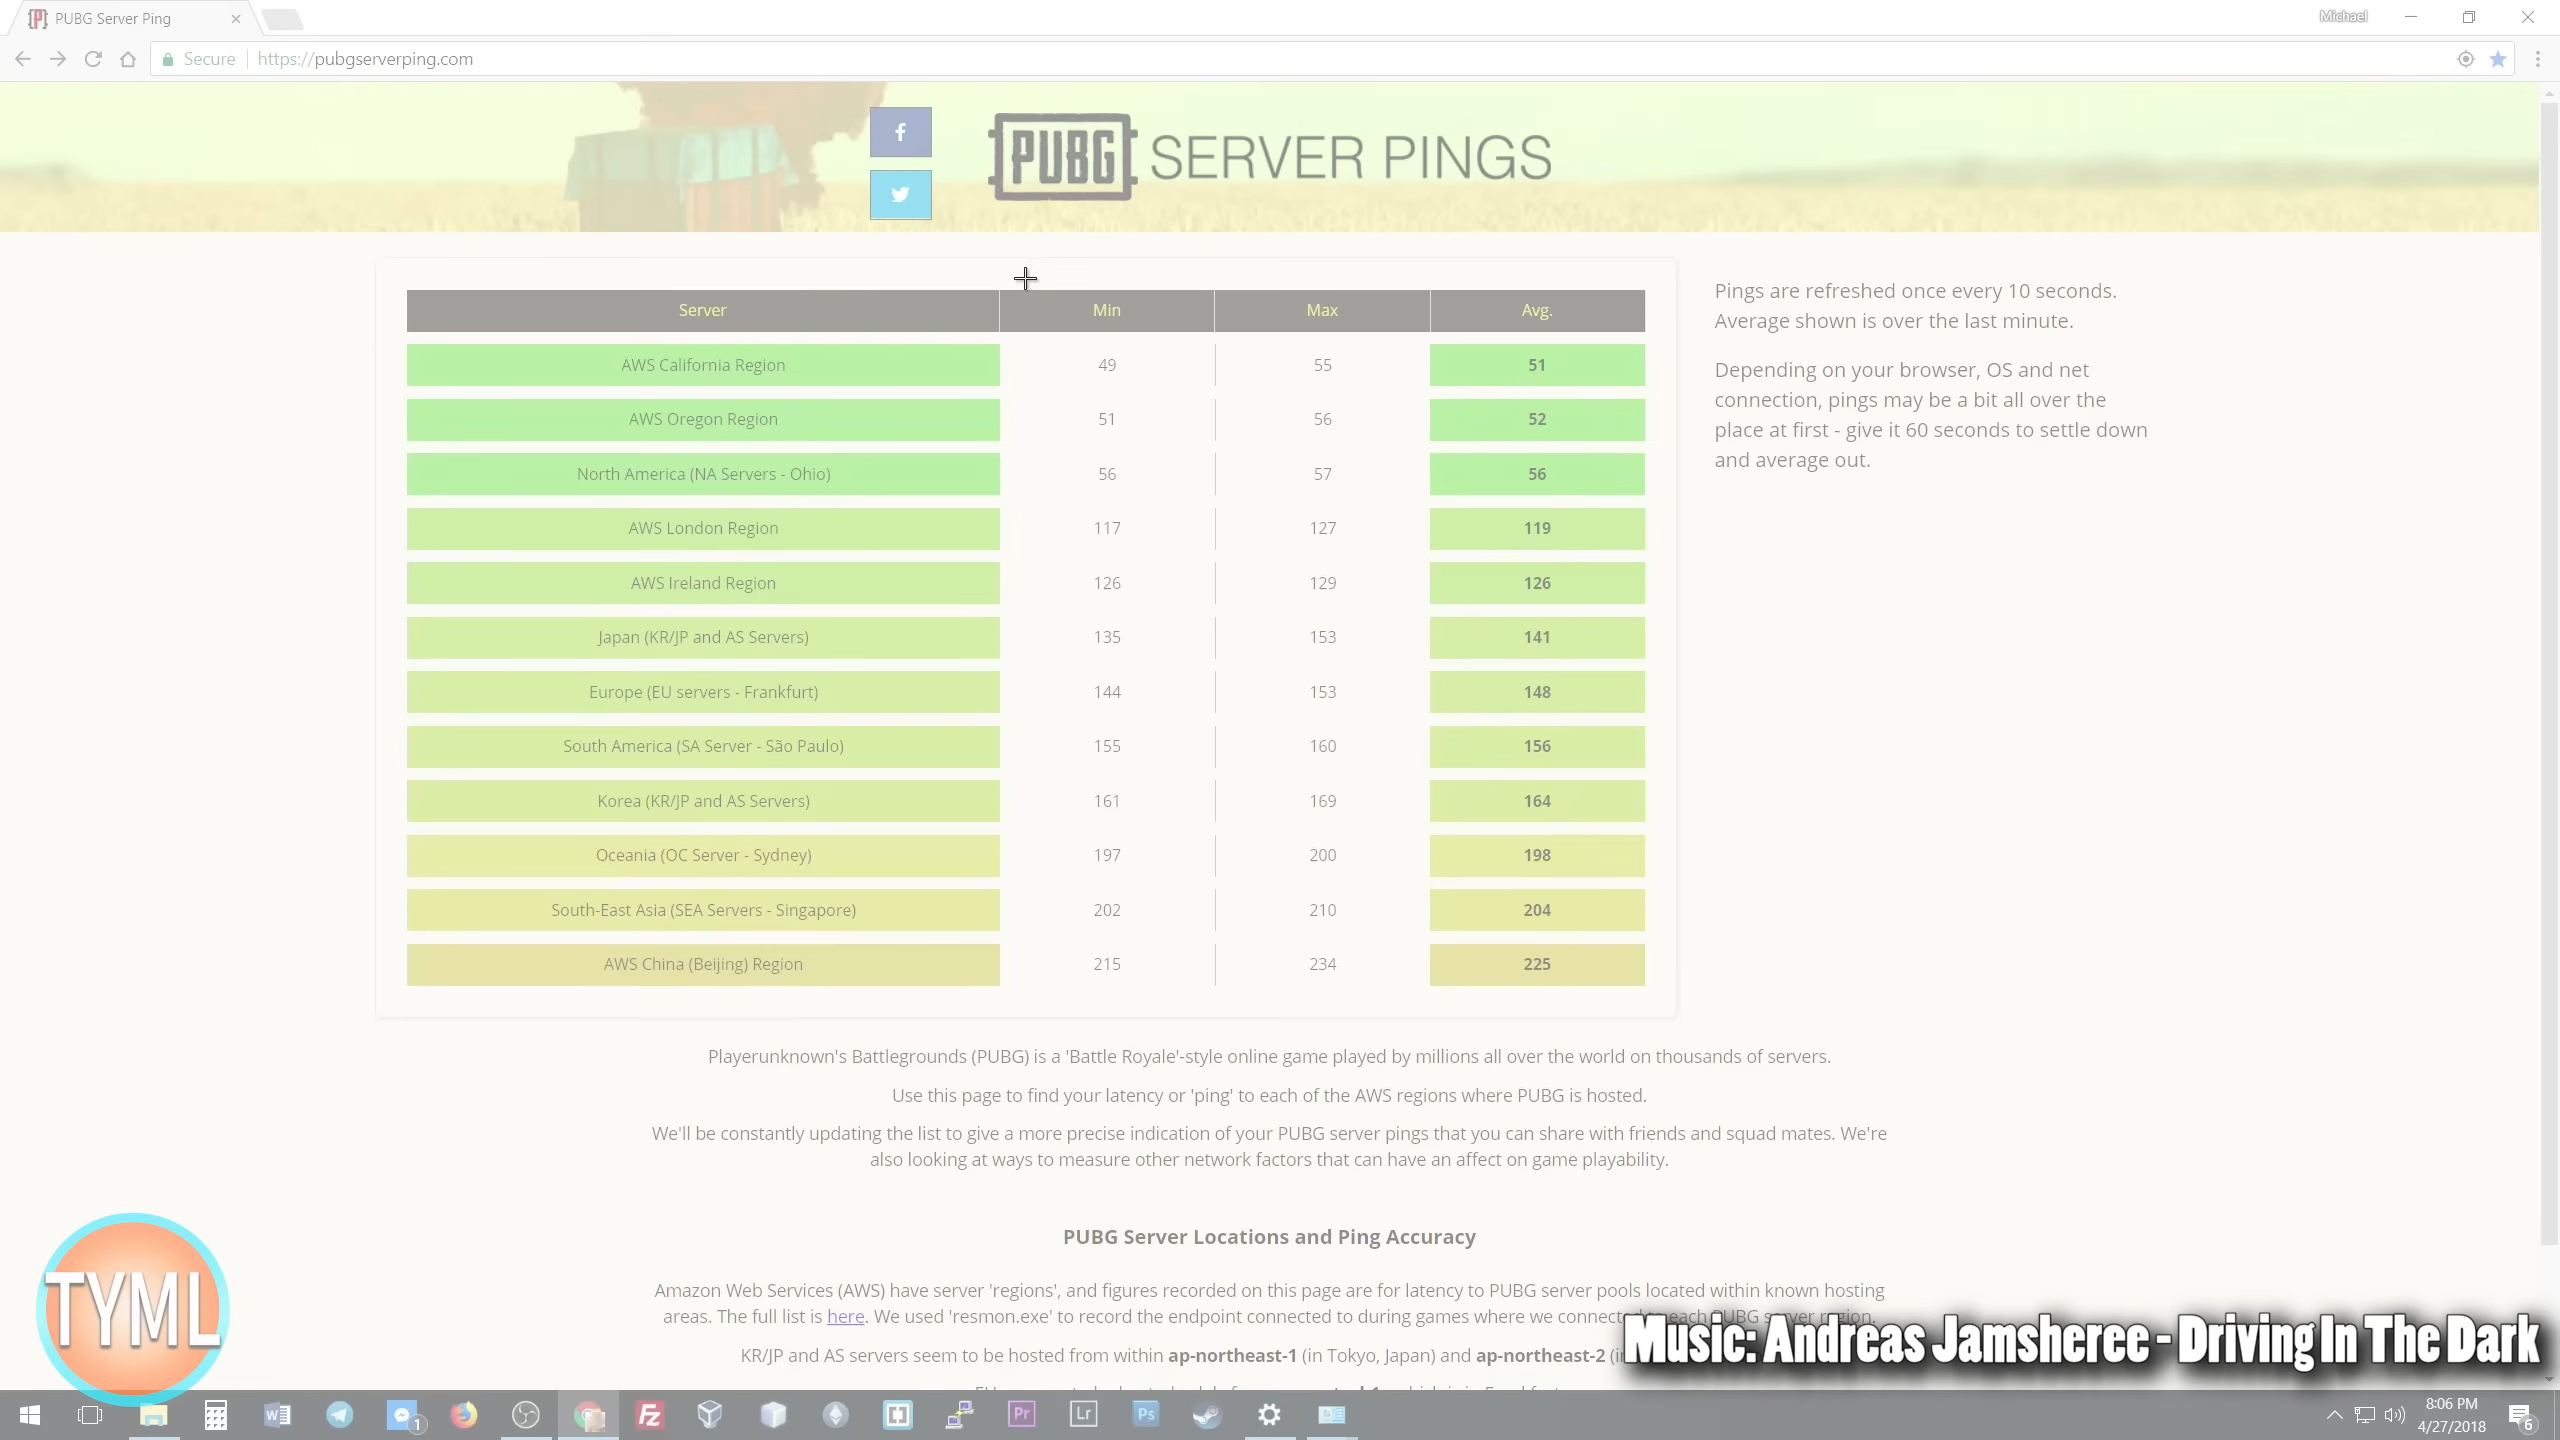 PUBG Server Ping
Michael
Secure
https://pubgserverping.com
PUBG SERVER PINGS
Server Min Max Avg.
AWS California Region 49 55 51
AWS Oregon Region 51 56 52
North America (NA Servers - Ohio) 56 57 56
AWS London Region 117 127 119
AWS Ireland Region 126 129 126
Japan (KR/JP and AS Servers) 135 153 141
Europe (EU servers - Frankfurt) 144 153 148
South America (SA Server - São Paulo) 155 160 156
Korea (KR/JP and AS Servers) 161 169 164
Oceania (OC Server - Sydney) 197 200 198
South-East Asia (SEA Servers - Singapore) 202 210 204
AWS China (Beijing) Region 215 234 225
Pings are refreshed once every 10 seconds.
Average shown is over the last minute.
Depending on your browser, OS and net
connection, pings may be a bit all over the
place at first - give it 60 seconds to settle down
and average out.
Playerunknown's Battlegrounds (PUBG) is a 'Battle Royale'-style online game played by millions all over the world on thousands of servers.
Use this page to find your latency or 'ping' to each of the AWS regions where PUBG is hosted.
We'll be constantly updating the list to give a more precise indication of your PUBG server pings that you can share with friends and squad mates. We're
also looking at ways to measure other network factors that can have an affect on game playability.
PUBG Server Locations and Ping Accuracy
Amazon Web Services (AWS) have server 'regions', and figures recorded on this page are for latency to PUBG server pools located within known hosting
areas. The full list is here. We used 'resmon.exe' to record the endpoint connected to during games where we connected to each PUBG server region.
KR/JP and AS servers seem to be hosted from within ap-northeast-1 (in Tokyo, Japan) and ap-northeast-2
TYML
Music: Andreas Jamsheree - Driving In The Dark
1
Pr
Lr
Ps
8:06 PM
4/27/2018
6